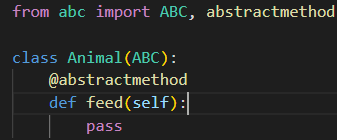 from abc import ABC, abstractmethod
class Animal(ABC):
    @abstractmethod
    def feed(self):
        pass